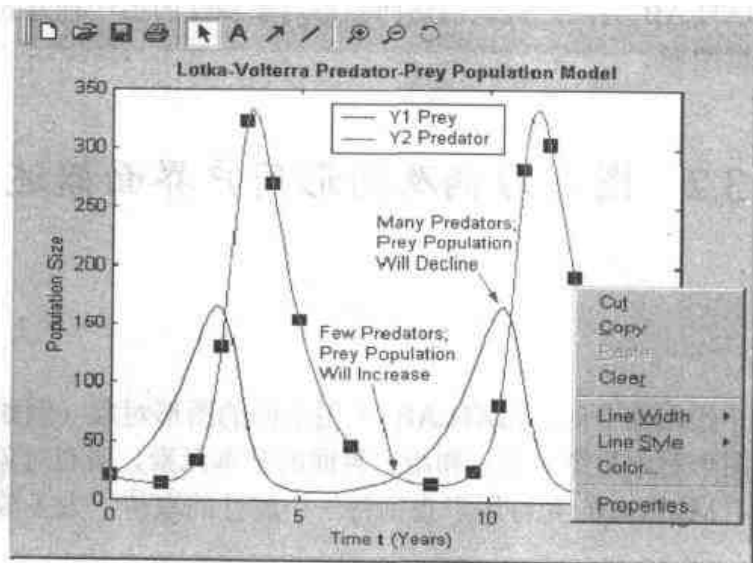 Lotka-Volterra Predator-Prey Population Model
350
300
250
200
150
100
50
0
Population Size
Y1 Prey
Y2 Predator
Many Predators;
Prey Population
Will Decline
Few Predators;
Prey Population
Will Increase
0
5
10
Time t (Years)
Cut
Copy
Paste
Clear
Line Width
Line Style
Color...
Properties...